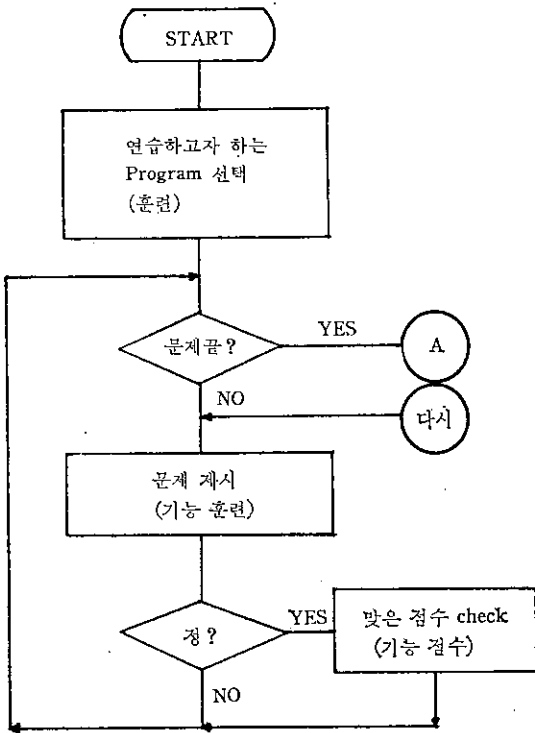 START
연습하고자 하는
Program 선택
(훈련)
문제끝?
YES
A
NO
다시
문제 제시
(기능 훈련)
정?
YES
맞은 점수 check
(기능 점수)
NO